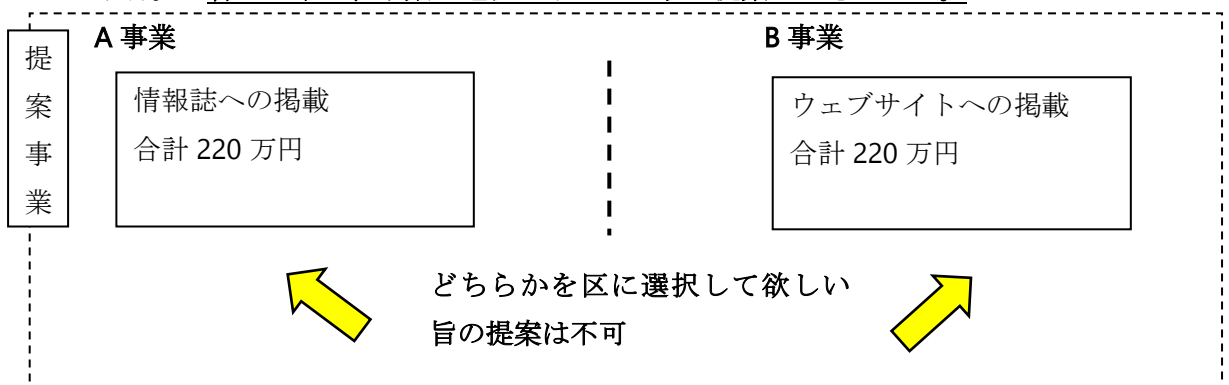 提案事業
A 事業
B 事業
情報誌への掲載
合計 220 万円
ウェブサイトへの掲載
合計 220 万円
どちらかを区に選択して欲しい
旨の提案は不可